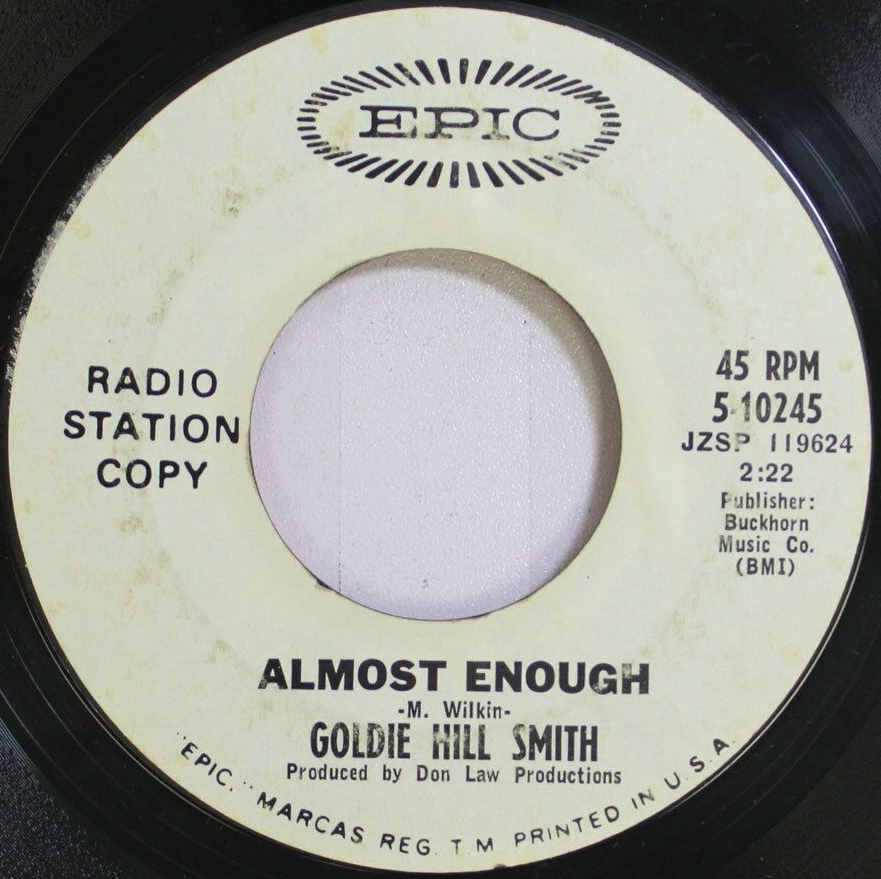 EPIC
RADIO
STATION
COPY
45 RPM
5-10245
JZSP 119624
2:22
Publisher:
Buckhorn
Music Co.
(BMI)
ALMOST ENOUGH
-M. Wilkin-
GOLDIE HILL SMITH
Produced by Don Law Productions
"EPIC," MARCAS REG. T M PRINTED IN U.S.A.